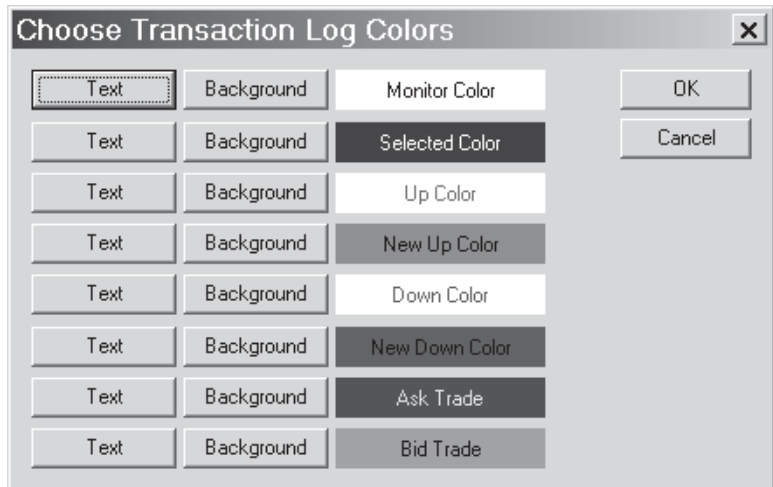 Choose Transaction Log Colors
Text Background Monitor Color OK
Text Background Selected Color Cancel
Text Background Up Color
Text Background New Up Color
Text Background Down Color
Text Background New Down Color
Text Background Ask Trade
Text Background Bid Trade